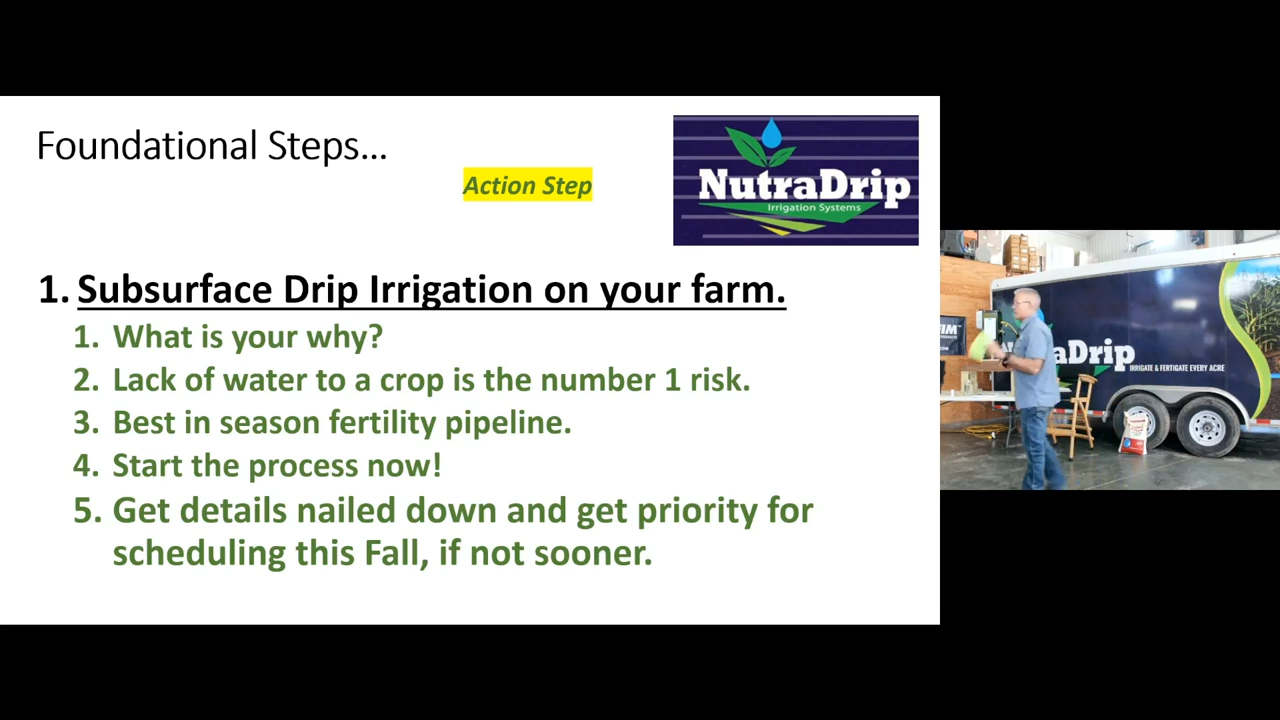 Foundational Steps...
Action Step
NutraDrip
Irrigation Systems
1. Subsurface Drip Irrigation on your farm.
1. What is your why?
2. Lack of water to a crop is the number 1 risk.
3. Best in season fertility pipeline.
4. Start the process now!
5. Get details nailed down and get priority for
scheduling this Fall, if not sooner.
aDrip
IRRIGATE & FERTIGATE EVERY ACRE